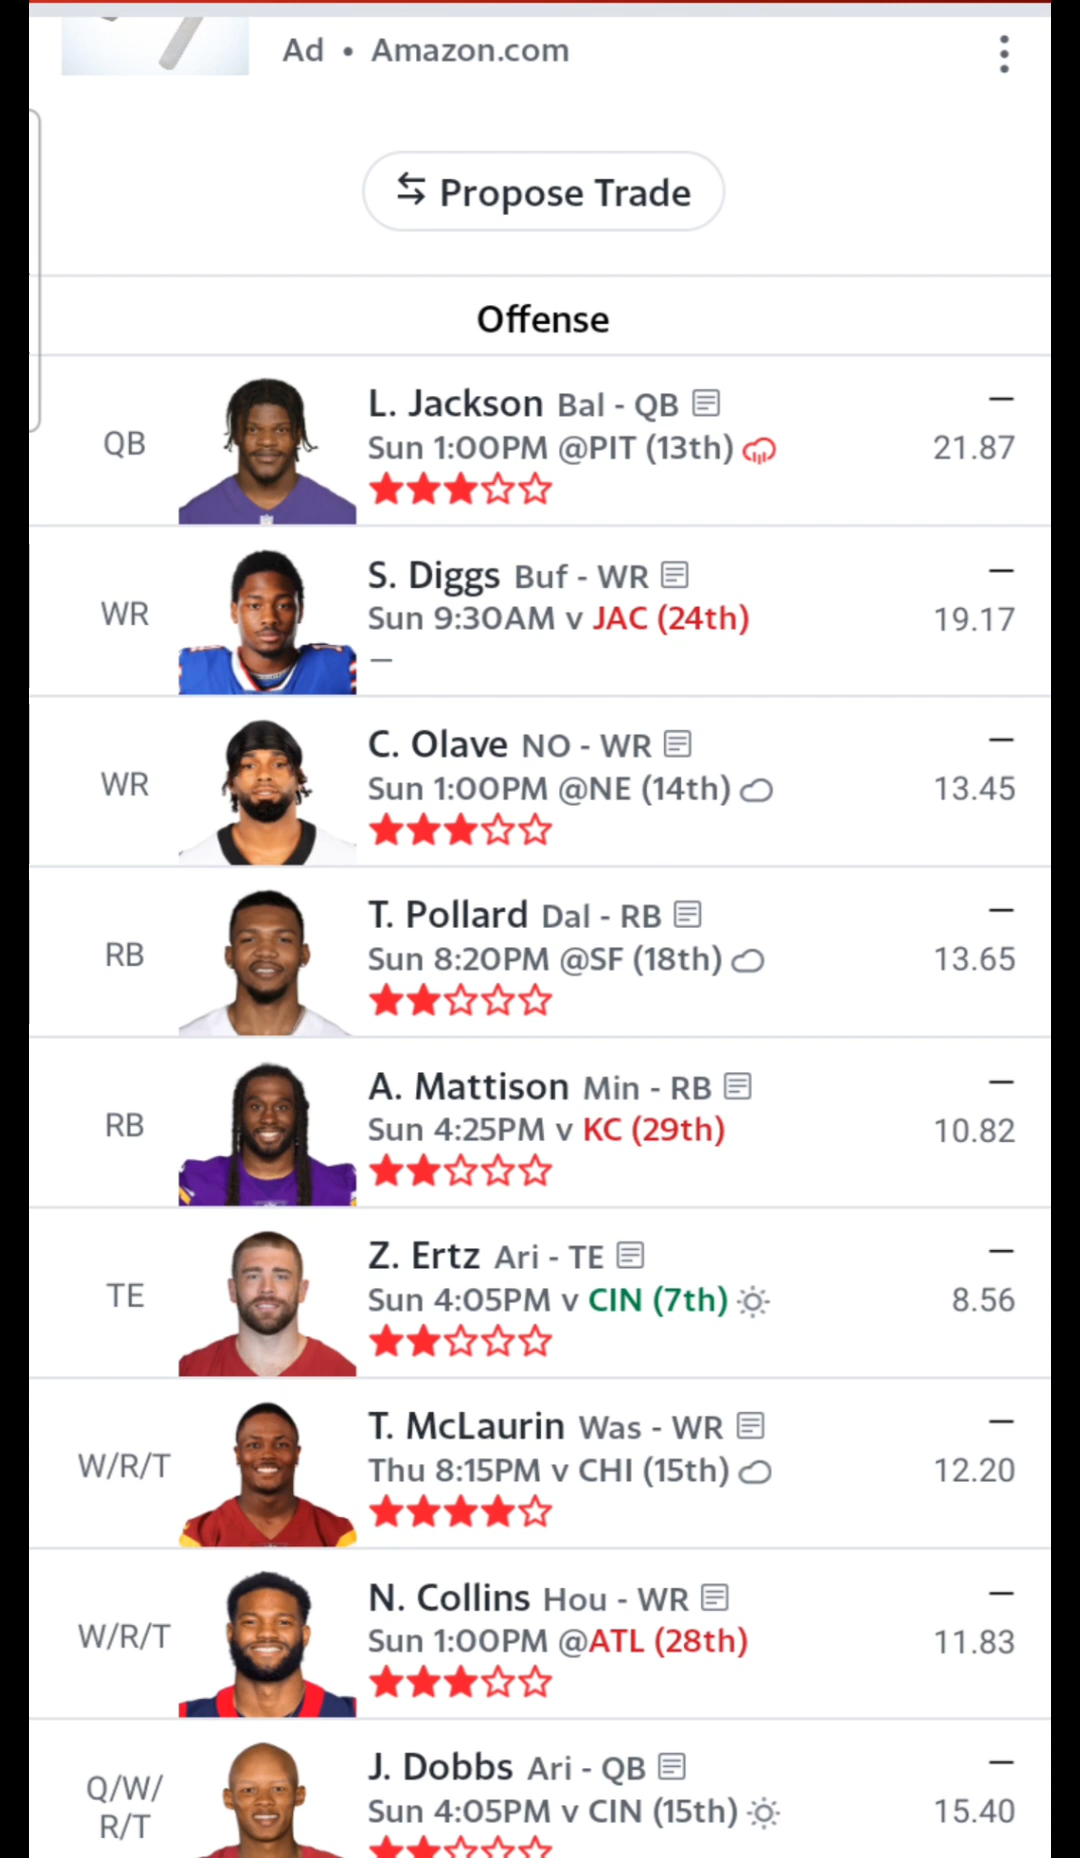 Ad • Amazon.com
Propose Trade
Offense
QB
L. Jackson Bal - QB
Sun 1:00PM @PIT (13th)
–
21.87
WR
S. Diggs Buf - WR
Sun 9:30AM v JAC (24th)
–
–
19.17
WR
C. Olave NO - WR
Sun 1:00PM @NE (14th)
–
13.45
RB
T. Pollard Dal - RB
Sun 8:20PM @SF (18th)
–
13.65
RB
A. Mattison Min - RB
Sun 4:25PM v KC (29th)
–
10.82
TE
Z. Ertz Ari - TE
Sun 4:05PM v CIN (7th)
–
8.56
W/R/T
T. McLaurin Was - WR
Thu 8:15PM v CHI (15th)
–
12.20
W/R/T
N. Collins Hou - WR
Sun 1:00PM @ATL (28th)
–
11.83
Q/W/
R/T
J. Dobbs Ari - QB
Sun 4:05PM v CIN (15th)
–
15.40